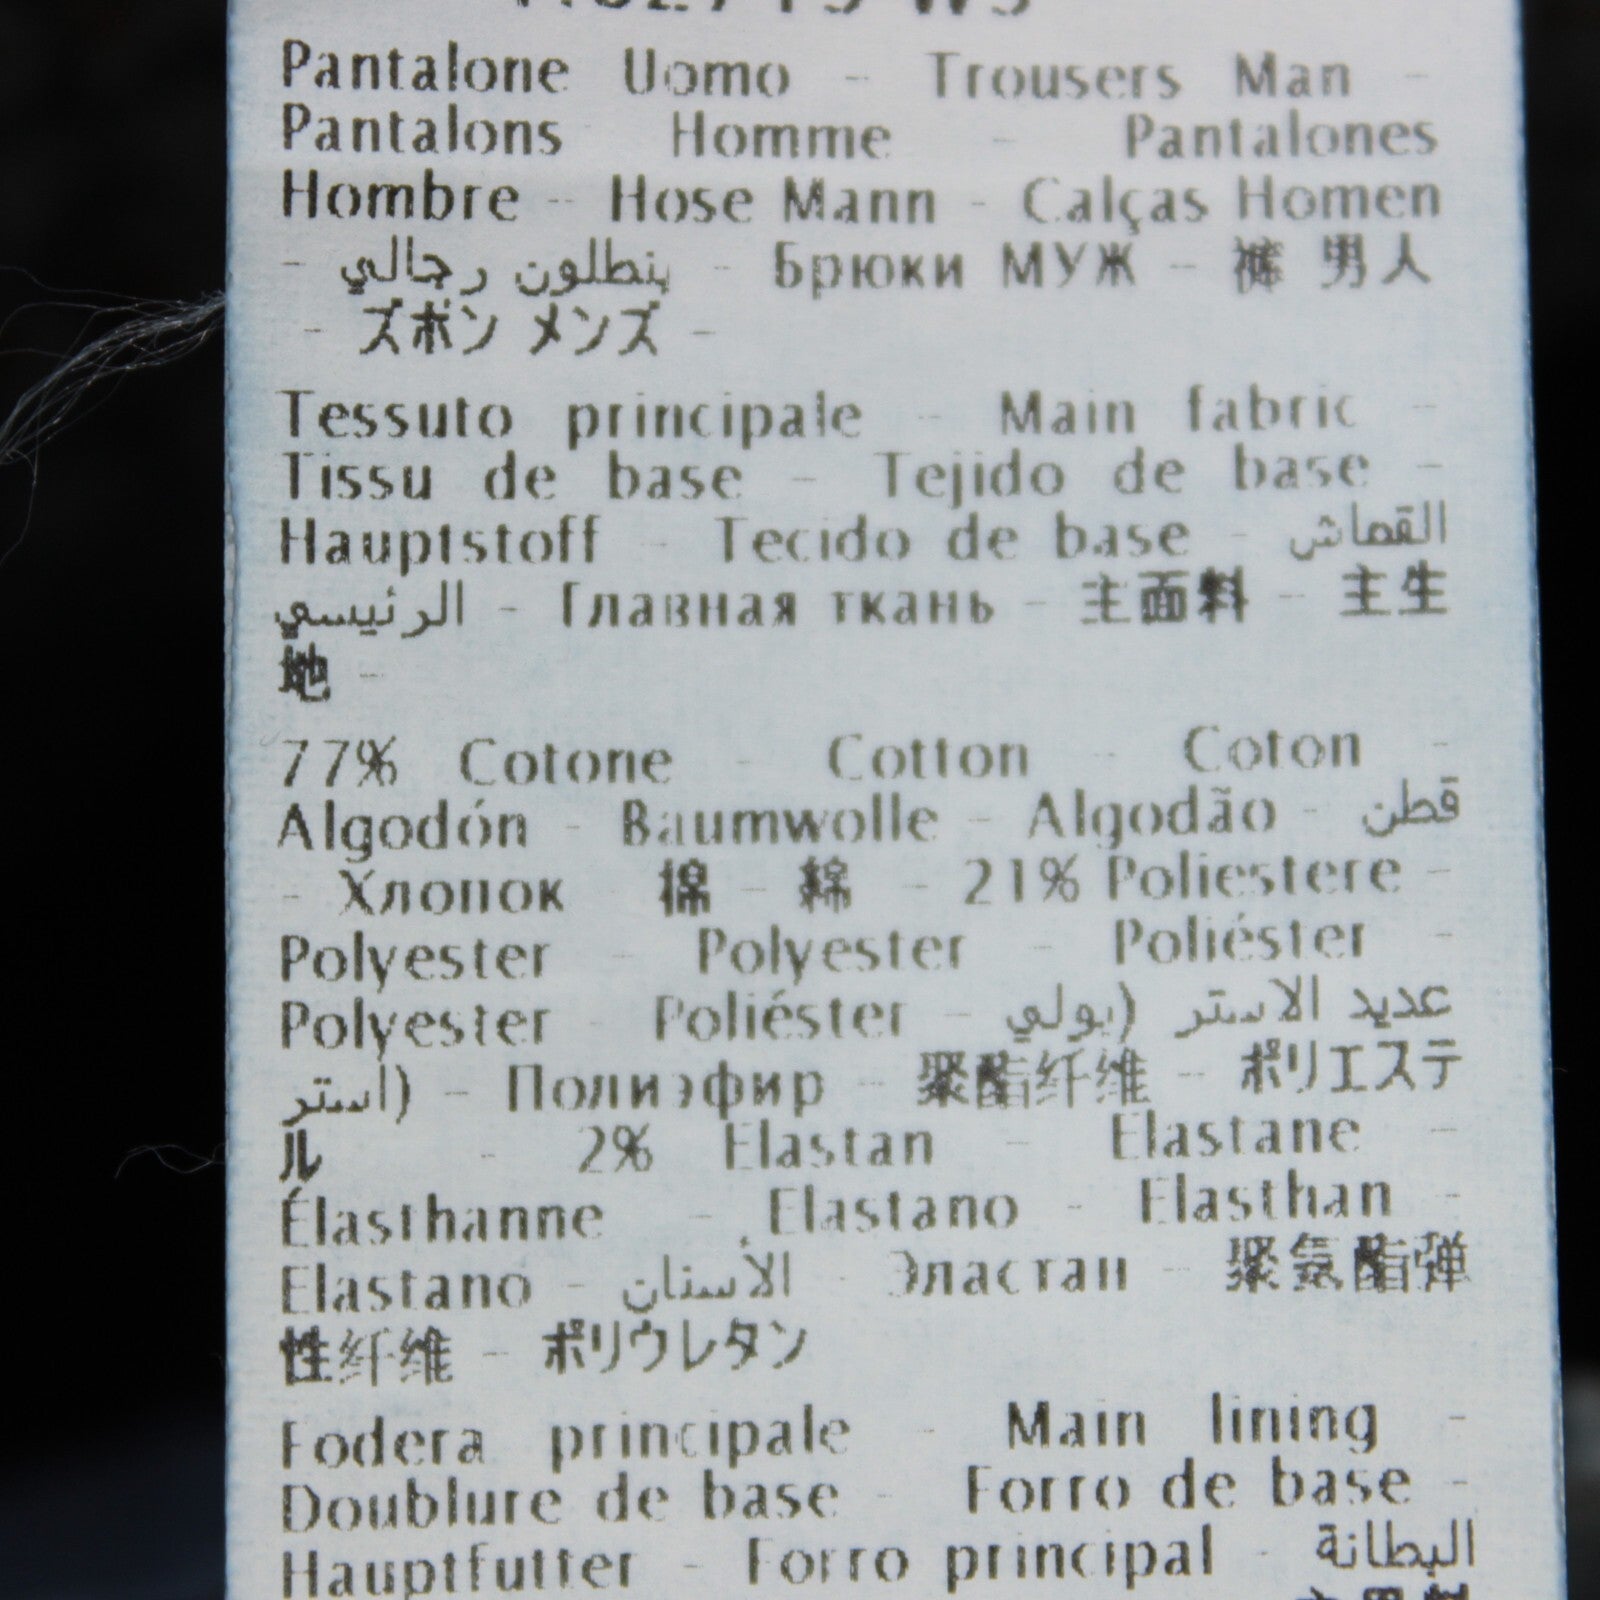 Pantalone Uomo - Trousers Man -
Pantalons Homme - Pantalones
Hombre - Hose Mann - Calças Homen
- بنطلون رجالي - Брюки МУЖ - 裤 男人
- ズボン メンズ -
Tessuto principale - Main fabric -
Tissu de base - Tejido de base -
Hauptstoff - Tecido de base - القماش
الرئيسي - Главная ткань - 主面料 - 主生
地 -
77% Cotone - Cotton - Coton -
Algodón - Baumwolle - Algodão - قطن
- Хлопок 棉 - 綿 - 21% Poliestere -
Polyester - Polyester - Poliéster -
Polyester - Poliéster - عديد الاستر (بولي
استر) - Полиэфир - 聚酯纤维 - ポリエステ
ル - 2% Elastan - Elastane -
Élasthanne - Elastano - Elasthan -
Elastano - الأستان - Эластан - 聚氨酯弹
性纤维 - ポリウレタン
Fodera principale - Main lining -
Doublure de base - Forro de base -
Hauptfutter - Forro principal - البطانة